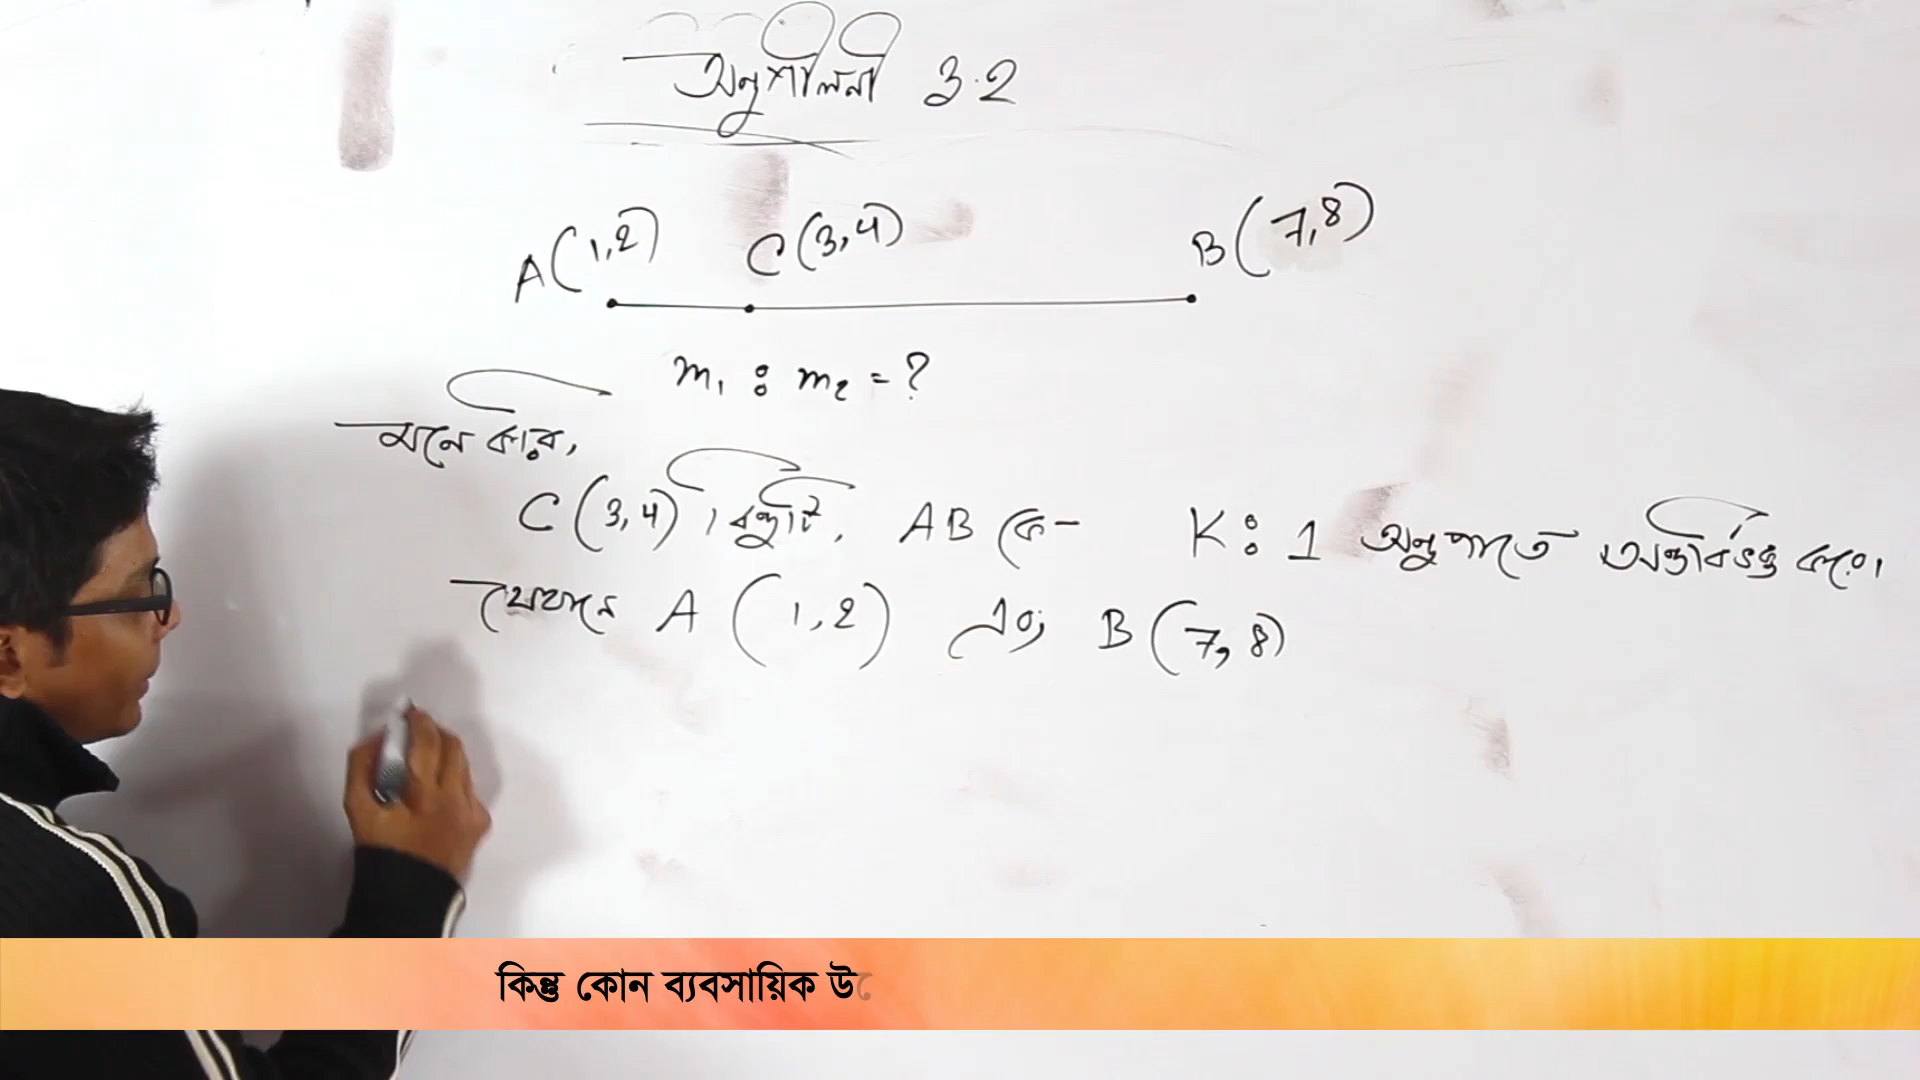 অনুশীলনী 3.2
A(1,2) C(3,4) B(7,8)
m₁ : m₂ = ?
মনে করি,
C(3,4) বিন্দুটি, AB কে K:1 অনুপাতে অন্তর্বিভক্ত করে।
যেখানে A(1,2) এবং B(7,8)
কিন্তু কোন ব্যবসায়িক উ